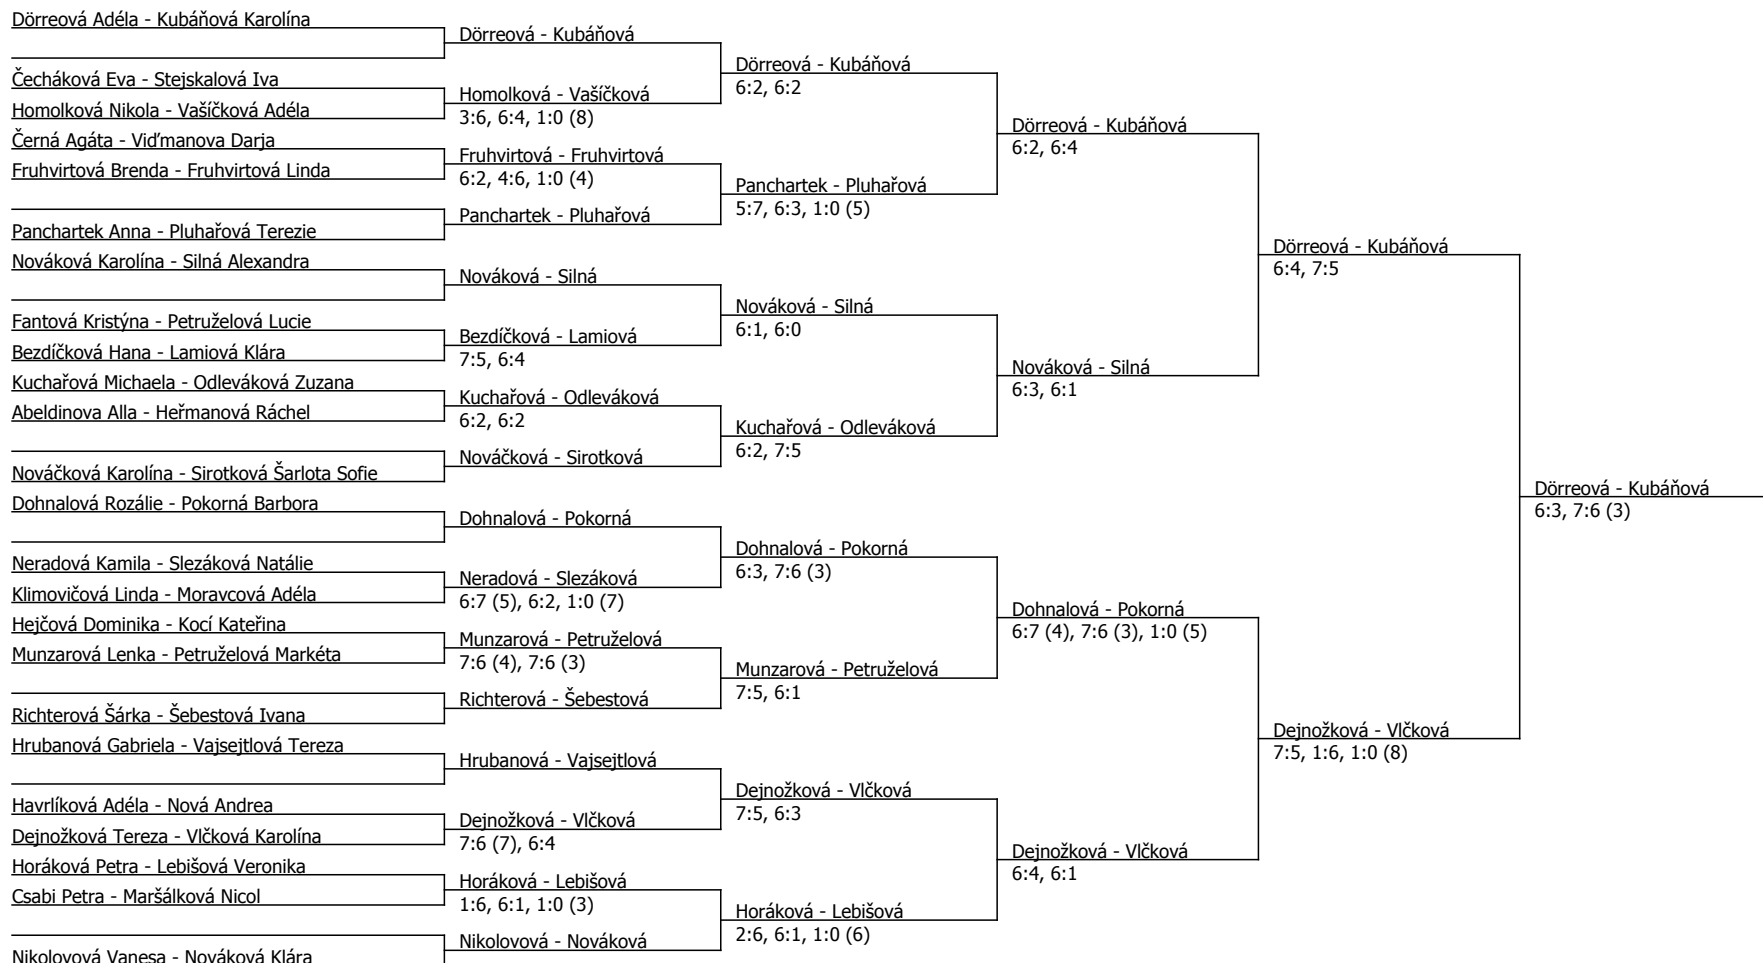 Dörreová Adéla - Kubáňová Karolína
Čecháková Eva - Stejskalová Iva
Homolková Nikola - Vašíčková Adéla
Černá Agáta - Viďmanova Darja
Fruhvirtová Brenda - Fruhvirtová Linda
Panchartek Anna - Pluhařová Terezie
Nováková Karolína - Silná Alexandra
Fantová Kristýna - Petruželová Lucie
Bezdíčková Hana - Lamiová Klára
Kuchařová Michaela - Odleváková Zuzana
Abeldinova Alla - Heřmanová Ráchel
Nováčková Karolína - Sirotková Šarlota Sofie
Dohnalová Rozálie - Pokorná Barbora
Neradová Kamila - Slezáková Natálie
Klimovičová Linda - Moravcová Adéla
Hejčová Dominika - Kocí Kateřina
Munzarová Lenka - Petruželová Markéta
Richterová Šárka - Šebestová Ivana
Hrubanová Gabriela - Vajsejtlová Tereza
Havrlíková Adéla - Nová Andrea
Dejnožková Tereza - Vlčková Karolína
Horáková Petra - Lebišová Veronika
Csabi Petra - Maršálková Nicol
Nikolovová Vanesa - Nováková Klára
Dörreová - Kubáňová
Homolková - Vašíčková
3:6, 6:4, 1:0 (8)
Fruhvirtová - Fruhvirtová
6:2, 4:6, 1:0 (4)
Panchartek - Pluhařová
Nováková - Silná
Bezdíčková - Lamiová
7:5, 6:4
Kuchařová - Odleváková
6:2, 6:2
Nováčková - Sirotková
Dohnalová - Pokorná
Neradová - Slezáková
6:7 (5), 6:2, 1:0 (7)
Munzarová - Petruželová
7:6 (4), 7:6 (3)
Richterová - Šebestová
Hrubanová - Vajsejtlová
Dejnožková - Vlčková
7:6 (7), 6:4
Horáková - Lebišová
1:6, 6:1, 1:0 (3)
Nikolovová - Nováková
Dörreová - Kubáňová
6:2, 6:2
Panchartek - Pluhařová
5:7, 6:3, 1:0 (5)
Nováková - Silná
6:1, 6:0
Kuchařová - Odleváková
6:2, 7:5
Dohnalová - Pokorná
6:3, 7:6 (3)
Munzarová - Petruželová
7:5, 6:1
Dejnožková - Vlčková
7:5, 6:3
Horáková - Lebišová
2:6, 6:1, 1:0 (6)
Dörreová - Kubáňová
6:2, 6:4
Nováková - Silná
6:3, 6:1
Dohnalová - Pokorná
6:7 (4), 7:6 (3), 1:0 (5)
Dejnožková - Vlčková
6:4, 6:1
Dörreová - Kubáňová
6:4, 7:5
Dejnožková - Vlčková
7:5, 1:6, 1:0 (8)
Dörreová - Kubáňová
6:3, 7:6 (3)